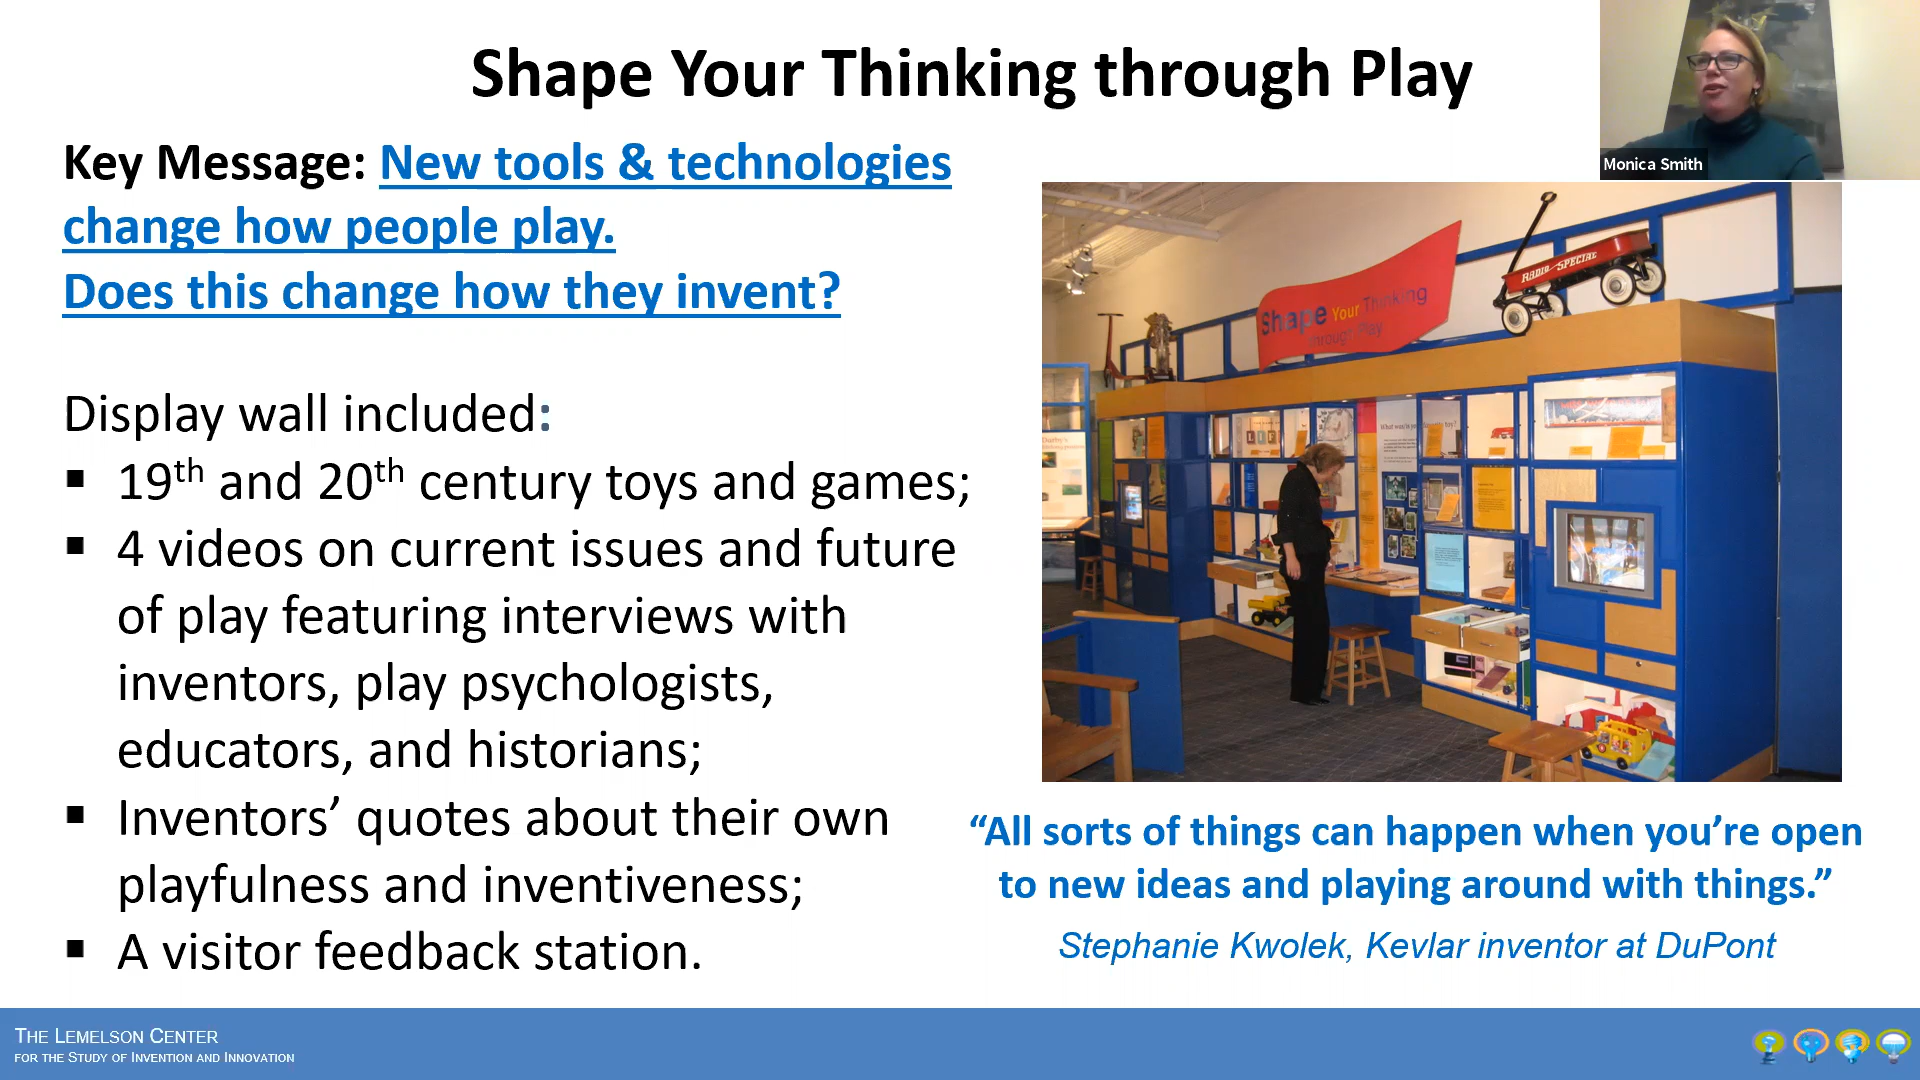 Shape Your Thinking through Play
Monica Smith
Key Message: New tools & technologies
change how people play.
Does this change how they invent?
Display wall included:
▪ 19th and 20th century toys and games;
▪ 4 videos on current issues and future
of play featuring interviews with
inventors, play psychologists,
educators, and historians;
▪ Inventors’ quotes about their own
playfulness and inventiveness;
▪ A visitor feedback station.
Shape Your Thinking
through Play
RADIO SPECIAL
“All sorts of things can happen when you’re open
to new ideas and playing around with things.”
Stephanie Kwolek, Kevlar inventor at DuPont
THE LEMELSON CENTER
FOR THE STUDY OF INVENTION AND INNOVATION